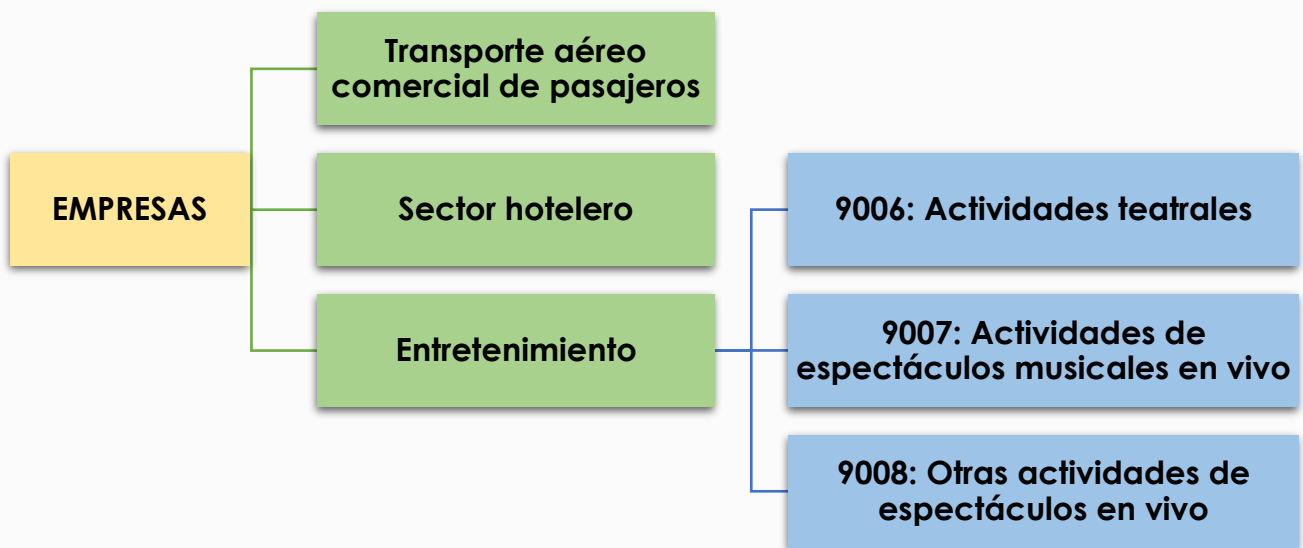 EMPRESAS
Transporte aéreo
comercial de pasajeros
Sector hotelero
Entretenimiento
9006: Actividades teatrales
9007: Actividades de
espectáculos musicales en vivo
9008: Otras actividades de
espectáculos en vivo